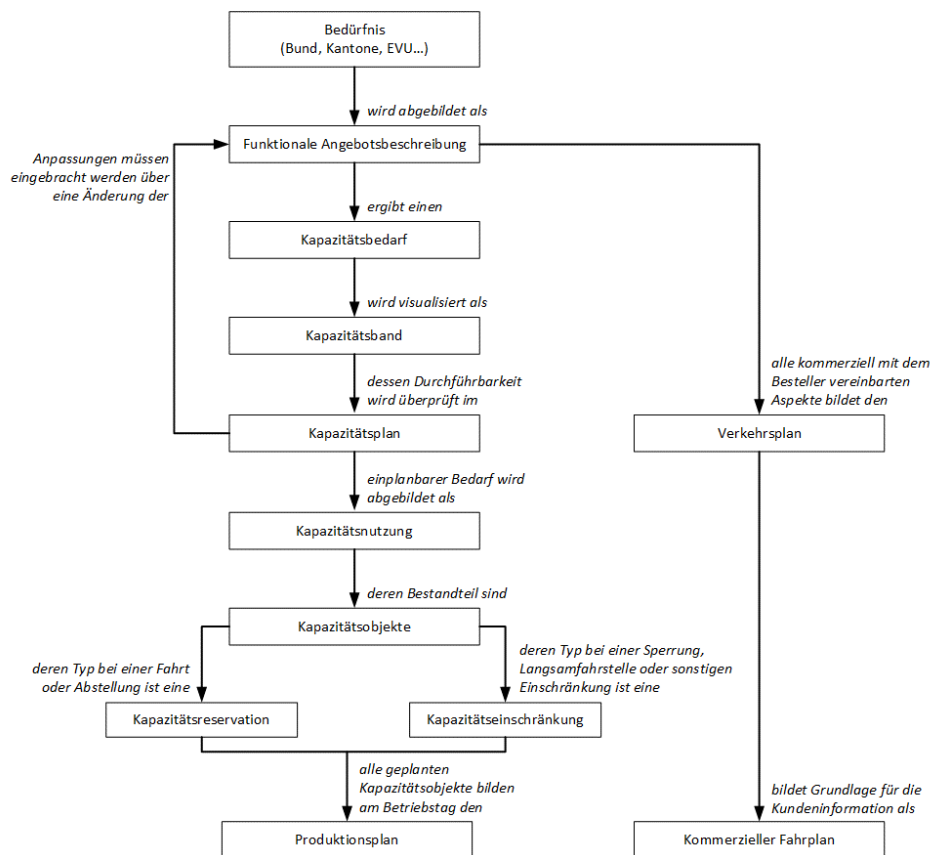 Bedürfnis
(Bund, Kantone, EVU...)
wird abgebildet als
Funktionale Angebotsbeschreibung
Anpassungen müssen
eingebracht werden über
eine Änderung der
ergibt einen
Kapazitätsbedarf
wird visualisiert als
Kapazitätsband
dessen Durchführbarkeit
wird überprüft im
Kapazitätsplan
alle kommerziell mit dem
Besteller vereinbarten
Aspekte bildet den
Verkehrsplan
einplanbarer Bedarf wird
abgebildet als
Kapazitätsnutzung
deren Bestandteil sind
Kapazitätsobjekte
deren Typ bei einer Fahrt
oder Abstellung ist eine
deren Typ bei einer Sperrung,
Langsamfahrstelle oder sonstigen
Einschränkung ist eine
Kapazitätsreservation
Kapazitätseinschränkung
alle geplanten
Kapazitätsobjekte bilden
am Betriebstag den
bildet Grundlage für die
Kundeninformation als
Produktionsplan
Kommerzieller Fahrplan